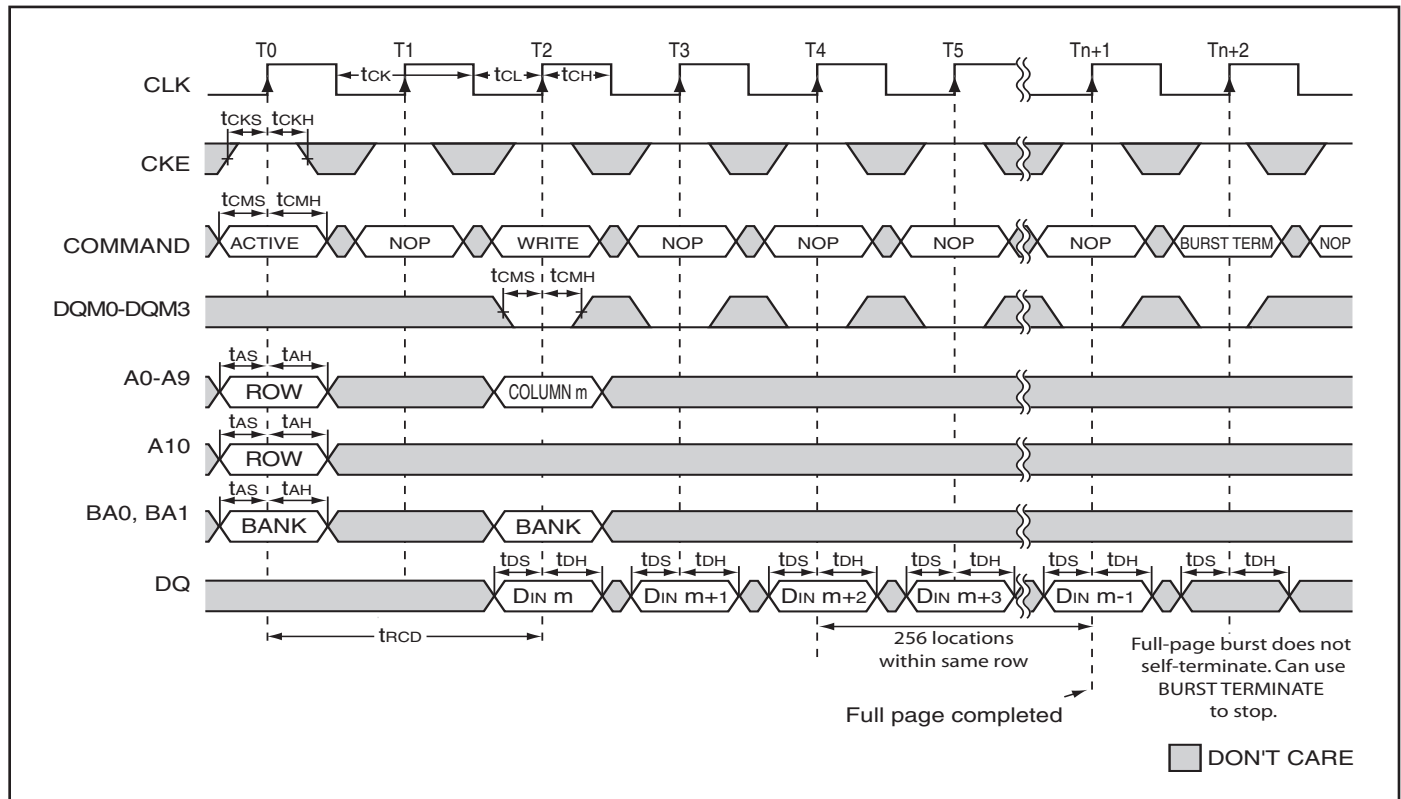 T0 T1 T2 T3 T4 T5 Tn+1 Tn+2
CLK tCK tCL tCH
tCKS tCKH
CKE
tCMS tCMH
COMMAND ACTIVE NOP WRITE NOP NOP NOP NOP BURST TERM NOP
tCMS tCMH
DQM0-DQM3
tAS tAH
A0-A9 ROW COLUMN m
tAS tAH
A10 ROW
tAS tAH
BA0, BA1 BANK BANK
tDS tDH tDS tDH tDS tDH tDS tDH tDS tDH tDS tDH
DQ DIN m DIN m+1 DIN m+2 DIN m+3 DIN m-1
tRCD
256 locations
within same row
Full page completed
Full-page burst does not
self-terminate. Can use
BURST TERMINATE
to stop.
DON'T CARE